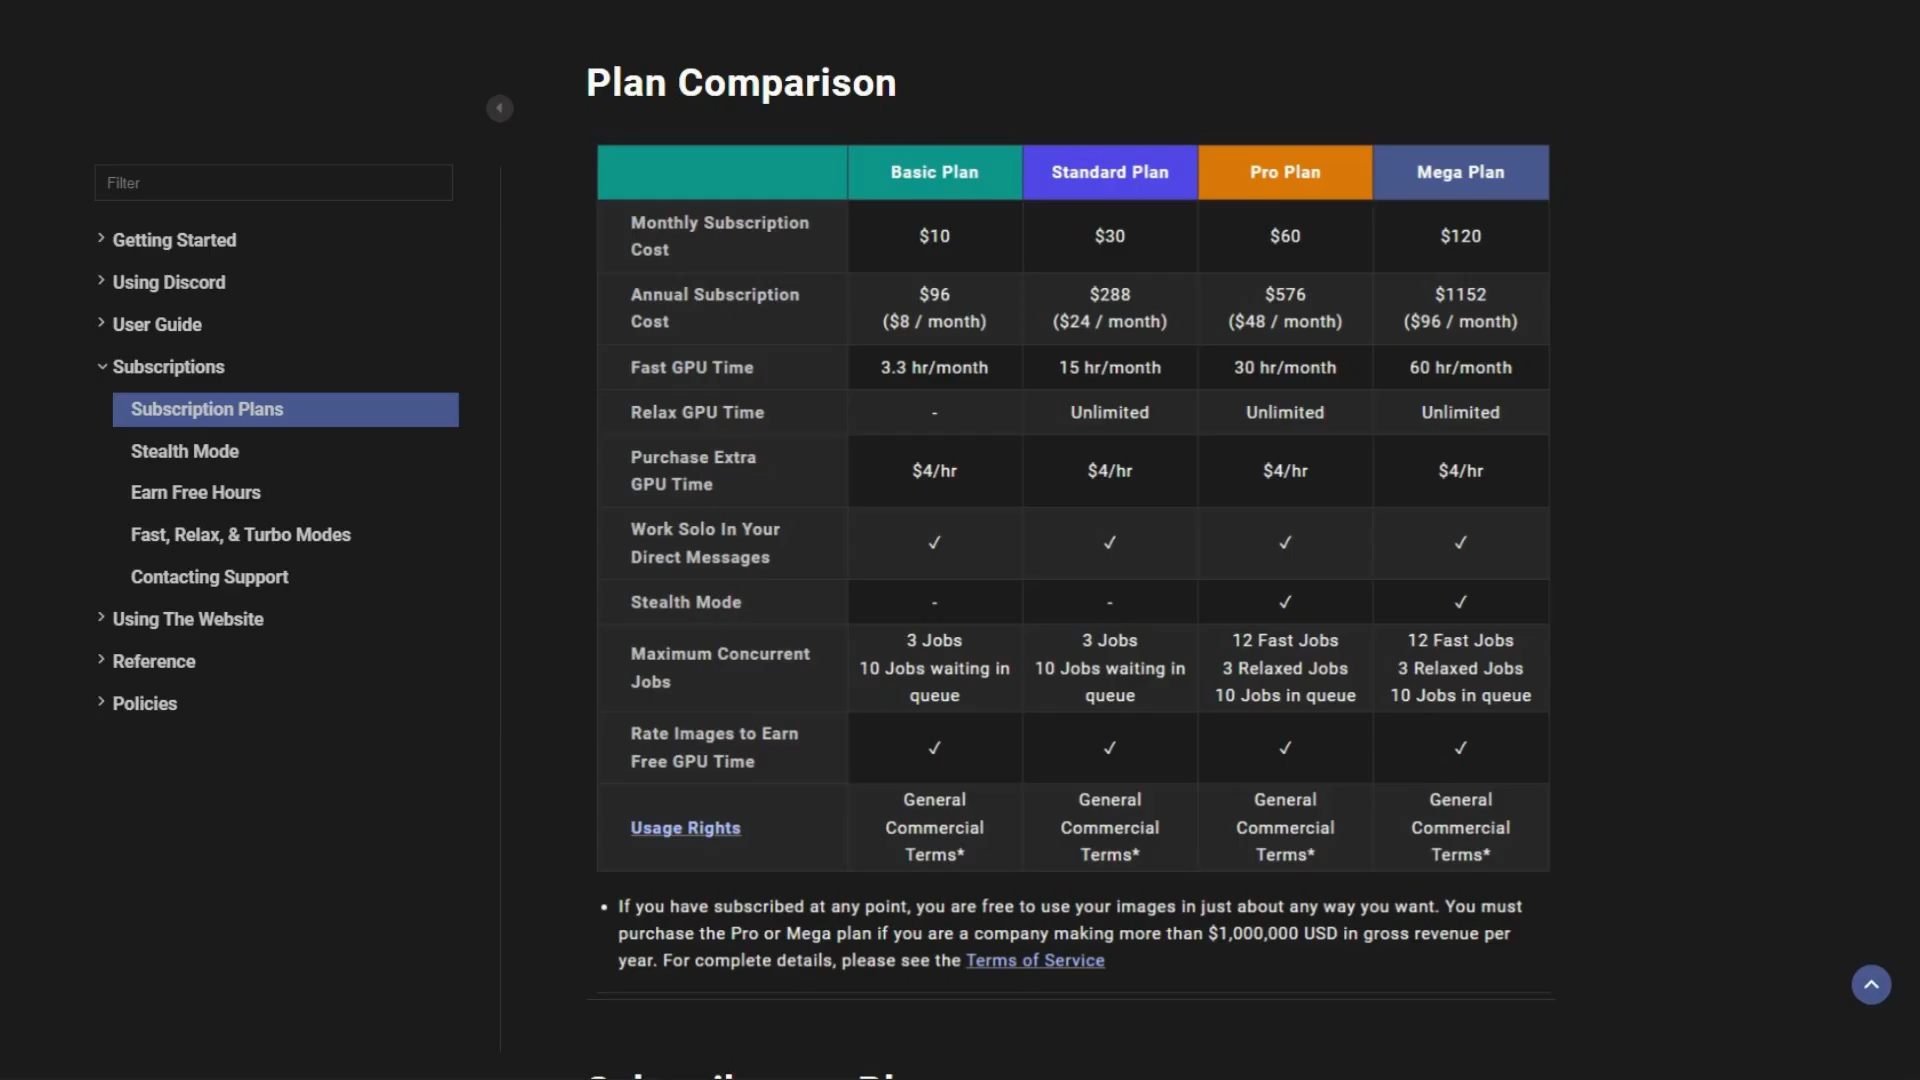 Plan Comparison
Filter
Getting Started
Using Discord
User Guide
Subscriptions
Subscription Plans
Stealth Mode
Earn Free Hours
Fast, Relax, & Turbo Modes
Contacting Support
Using The Website
Reference
Policies
Basic Plan Standard Plan Pro Plan Mega Plan
Monthly Subscription
Cost
$10 $30 $60 $120
Annual Subscription
Cost
$96 $288 $576 $1152
($8 / month) ($24 / month) ($48 / month) ($96 / month)
Fast GPU Time 3.3 hr/month 15 hr/month 30 hr/month 60 hr/month
Relax GPU Time - Unlimited Unlimited Unlimited
Purchase Extra
GPU Time
$4/hr $4/hr $4/hr $4/hr
Work Solo In Your
Direct Messages
✓ ✓ ✓ ✓
Stealth Mode - - ✓ ✓
Maximum Concurrent
Jobs
3 Jobs 3 Jobs 12 Fast Jobs 12 Fast Jobs
10 Jobs waiting in 10 Jobs waiting in 3 Relaxed Jobs 3 Relaxed Jobs
queue queue 10 Jobs in queue 10 Jobs in queue
Rate Images to Earn
Free GPU Time
✓ ✓ ✓ ✓
Usage Rights
General General General General
Commercial Commercial Commercial Commercial
Terms* Terms* Terms* Terms*
• If you have subscribed at any point, you are free to use your images in just about any way you want. You must
purchase the Pro or Mega plan if you are a company making more than $1,000,000 USD in gross revenue per
year. For complete details, please see the Terms of Service